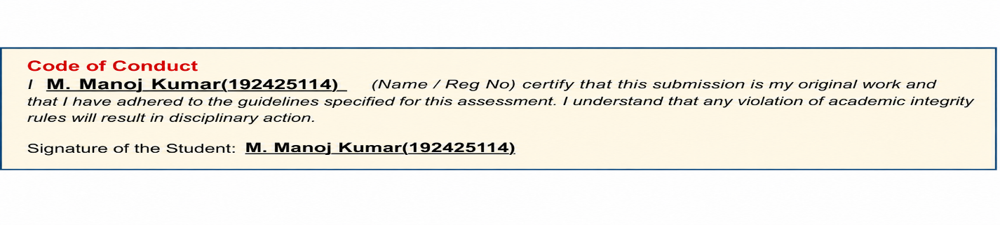 Code of Conduct
I M. Manoj Kumar(192425114) (Name / Reg No) certify that this submission is my original work and
that I have adhered to the guidelines specified for this assessment. I understand that any violation of academic integrity
rules will result in disciplinary action.
Signature of the Student: M. Manoj Kumar(192425114)